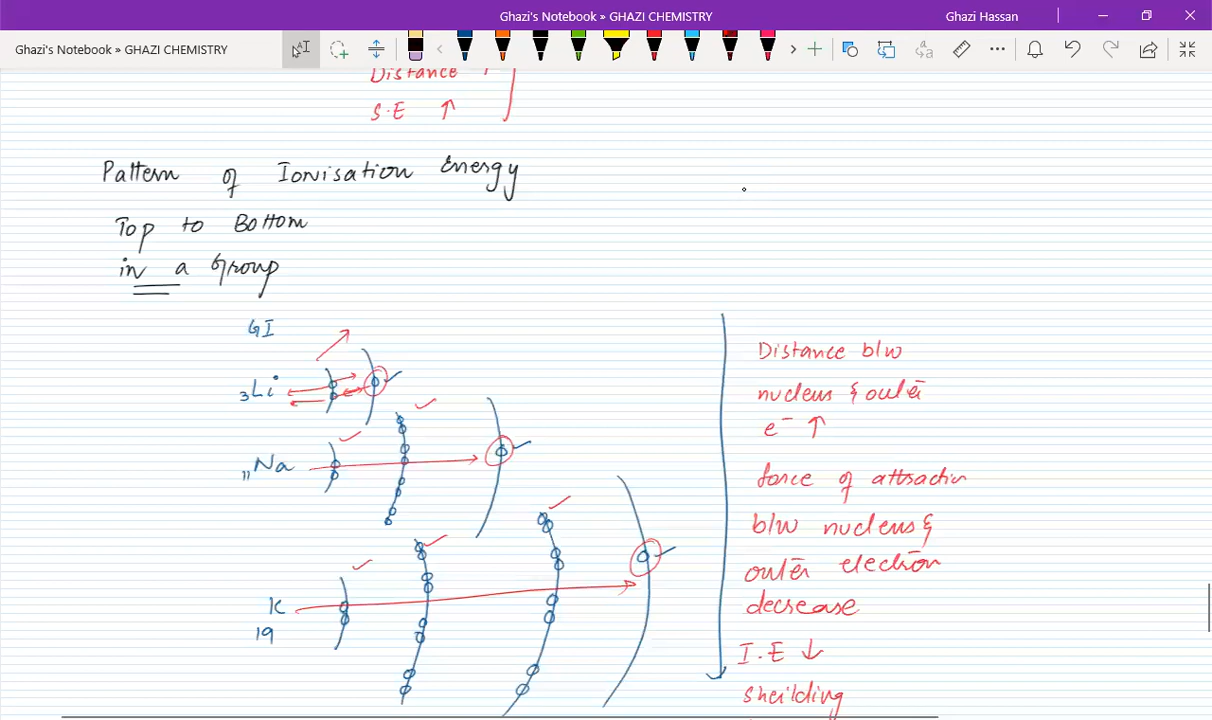 Ghazi's Notebook » GHAZI CHEMISTRY
Ghazi Hassan
Ghazi's Notebook » GHAZI CHEMISTRY
Distance ↑
S.E ↑
Pattern of Ionisation Energy
Top to Bottom
in a Group
GI
3Li
11Na
K
19
Distance b/w
nucleus & outer
e⁻ ↑
force of attraction
b/w nucleus &
outer electron
decrease
I.E ↓
sheilding